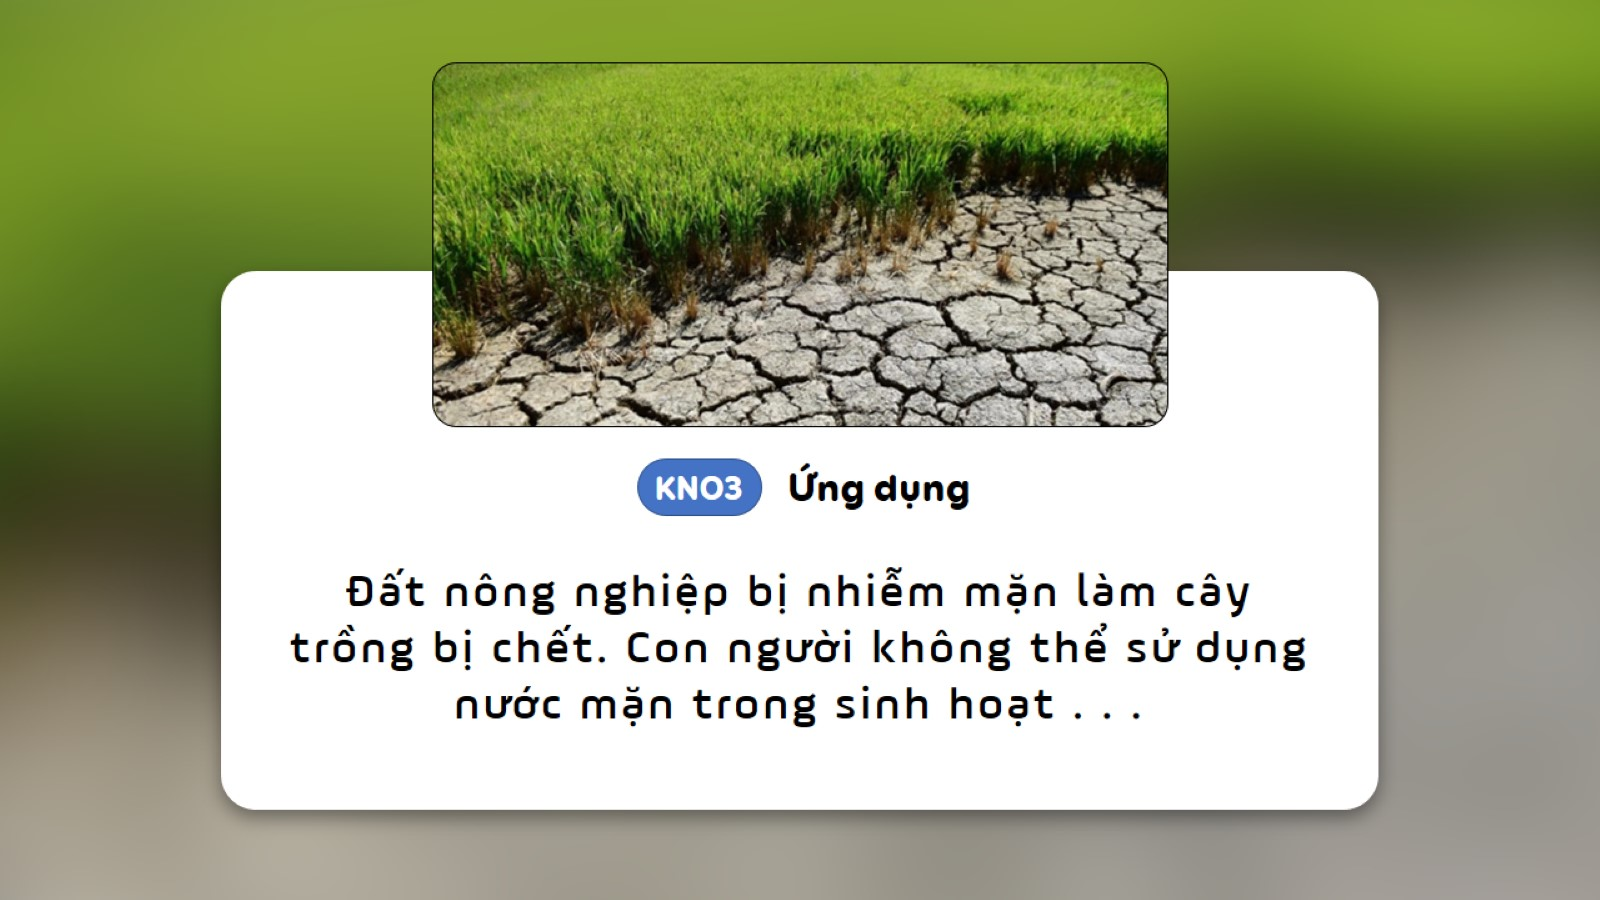 KNO3 Ứng dụng
Đất nông nghiệp bị nhiễm mặn làm cây
trồng bị chết. Con người không thể sử dụng
nước mặn trong sinh hoạt . . .